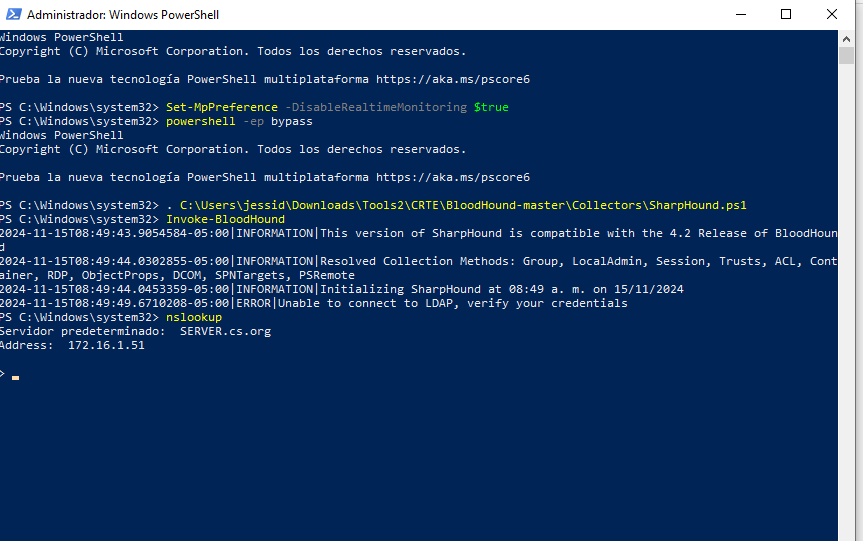 Administrador: Windows PowerShell
Windows PowerShell
Copyright (C) Microsoft Corporation. Todos los derechos reservados.
Prueba la nueva tecnología PowerShell multiplataforma https://aka.ms/pscore6
PS C:\Windows\system32> Set-MpPreference -DisableRealtimeMonitoring $true
PS C:\Windows\system32> powershell -ep bypass
Windows PowerShell
Copyright (C) Microsoft Corporation. Todos los derechos reservados.
Prueba la nueva tecnología PowerShell multiplataforma https://aka.ms/pscore6
PS C:\Windows\system32> . C:\Users\jessid\Downloads\Tools2\CRTE\BloodHound-master\Collectors\SharpHound.ps1
PS C:\Windows\system32> Invoke-BloodHound
2024-11-15T08:49:43.9054584-05:00|INFORMATION|This version of SharpHound is compatible with the 4.2 Release of BloodHoun
d
2024-11-15T08:49:44.0302855-05:00|INFORMATION|Resolved Collection Methods: Group, LocalAdmin, Session, Trusts, ACL, Cont
ainer, RDP, ObjectProps, DCOM, SPNTargets, PSRemote
2024-11-15T08:49:44.0453359-05:00|INFORMATION|Initializing SharpHound at 08:49 a. m. on 15/11/2024
2024-11-15T08:49:49.6710208-05:00|ERROR|Unable to connect to LDAP, verify your credentials
PS C:\Windows\system32> nslookup
Servidor predeterminado:  SERVER.cs.org
Address:  172.16.1.51
>